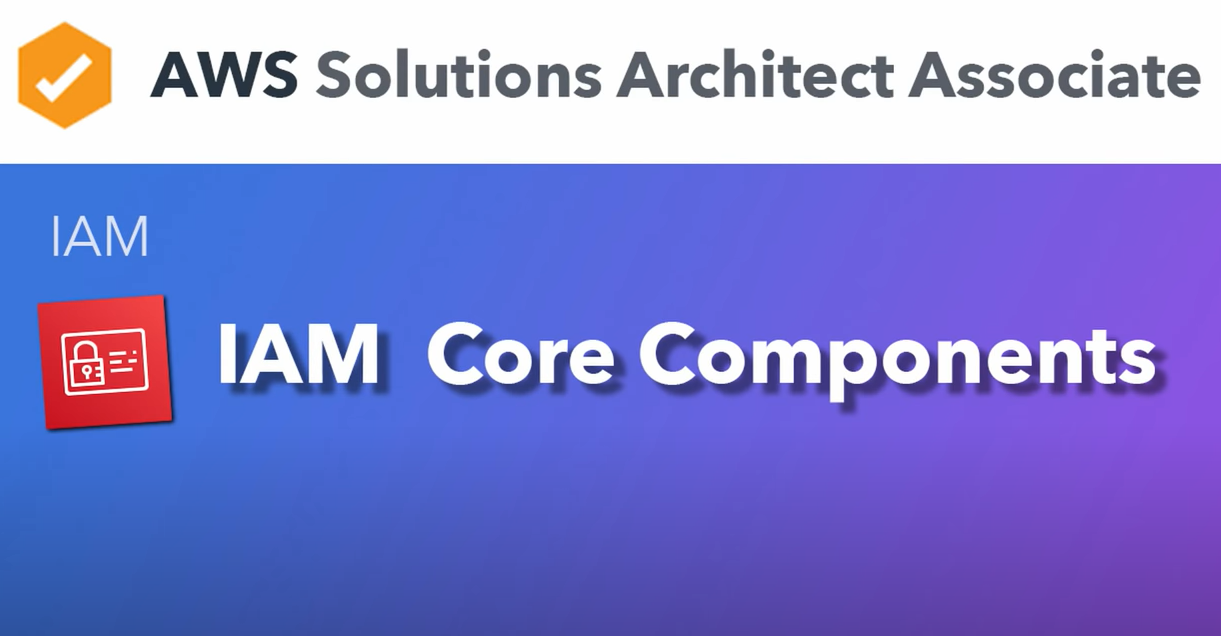 AWS Solutions Architect Associate
IAM
IAM Core Components